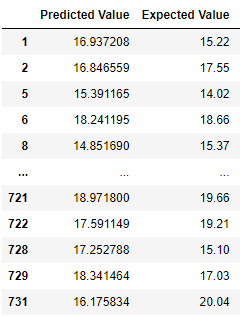 Predicted Value Expected Value
1 16.937208 15.22
2 16.846559 17.55
5 15.391165 14.02
6 18.241195 18.66
8 14.851690 15.37
... ... ...
721 18.971800 19.66
722 17.591149 19.21
728 17.252788 15.10
729 18.341464 17.03
731 16.175834 20.04